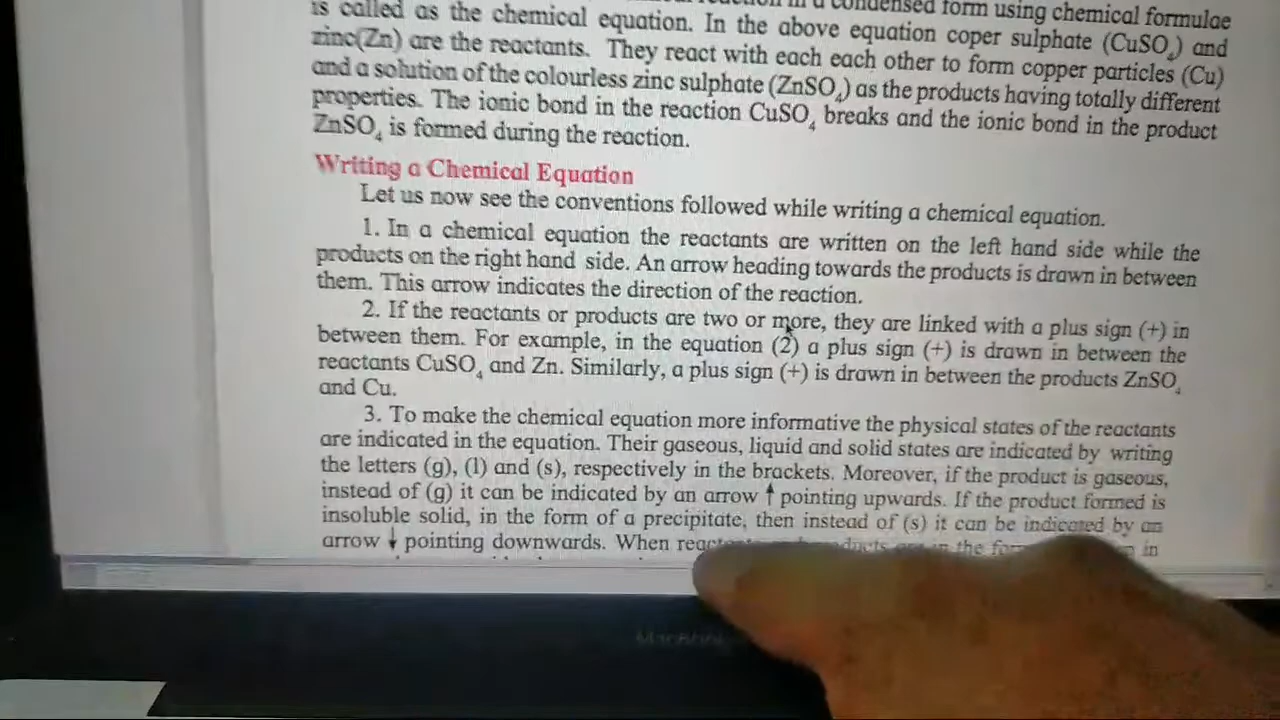 in a condensed form using chemical formulae
is called as the chemical equation. In the above equation coper sulphate (CuSO4) and
zinc(Zn) are the reactants. They react with each each other to form copper particles (Cu)
and a solution of the colourless zinc sulphate (ZnSO4) as the products having totally different
properties. The ionic bond in the reaction CuSO4 breaks and the ionic bond in the product
ZnSO4 is formed during the reaction.
Writing a Chemical Equation
Let us now see the conventions followed while writing a chemical equation.
1. In a chemical equation the reactants are written on the left hand side while the
products on the right hand side. An arrow heading towards the products is drawn in between
them. This arrow indicates the direction of the reaction.
2. If the reactants or products are two or more, they are linked with a plus sign (+) in
between them. For example, in the equation (2) a plus sign (+) is drawn in between the
reactants CuSO4 and Zn. Similarly, a plus sign (+) is drawn in between the products ZnSO4
and Cu.
3. To make the chemical equation more informative the physical states of the reactants
are indicated in the equation. Their gaseous, liquid and solid states are indicated by writing
the letters (g), (l) and (s), respectively in the brackets. Moreover, if the product is gaseous,
instead of (g) it can be indicated by an arrow ↑ pointing upwards. If the product formed is
insoluble solid, in the form of a precipitate, then instead of (s) it can be indicated by an
arrow ↓ pointing downwards. When in the in
MacBook